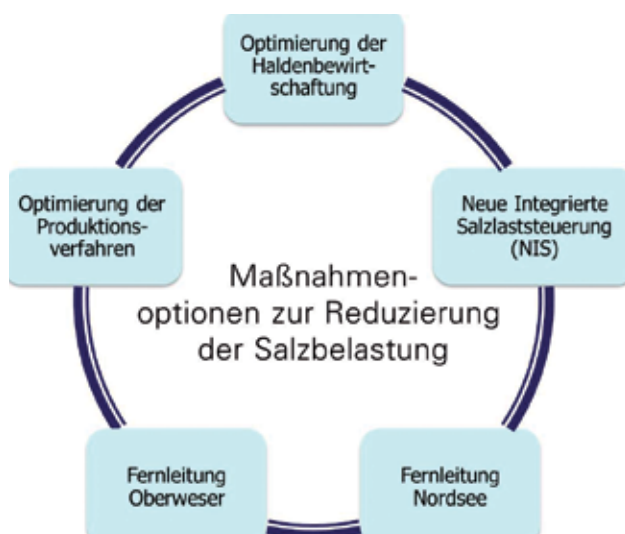 Optimierung der
Haldenbewirt-
schaftung
Optimierung der
Produktions-
verfahren
Neue Integrierte
Salzlaststeuerung
(NIS)
Maßnahmen-
optionen zur Reduzierung
der Salzbelastung
Fernleitung
Oberweser
Fernleitung
Nordsee